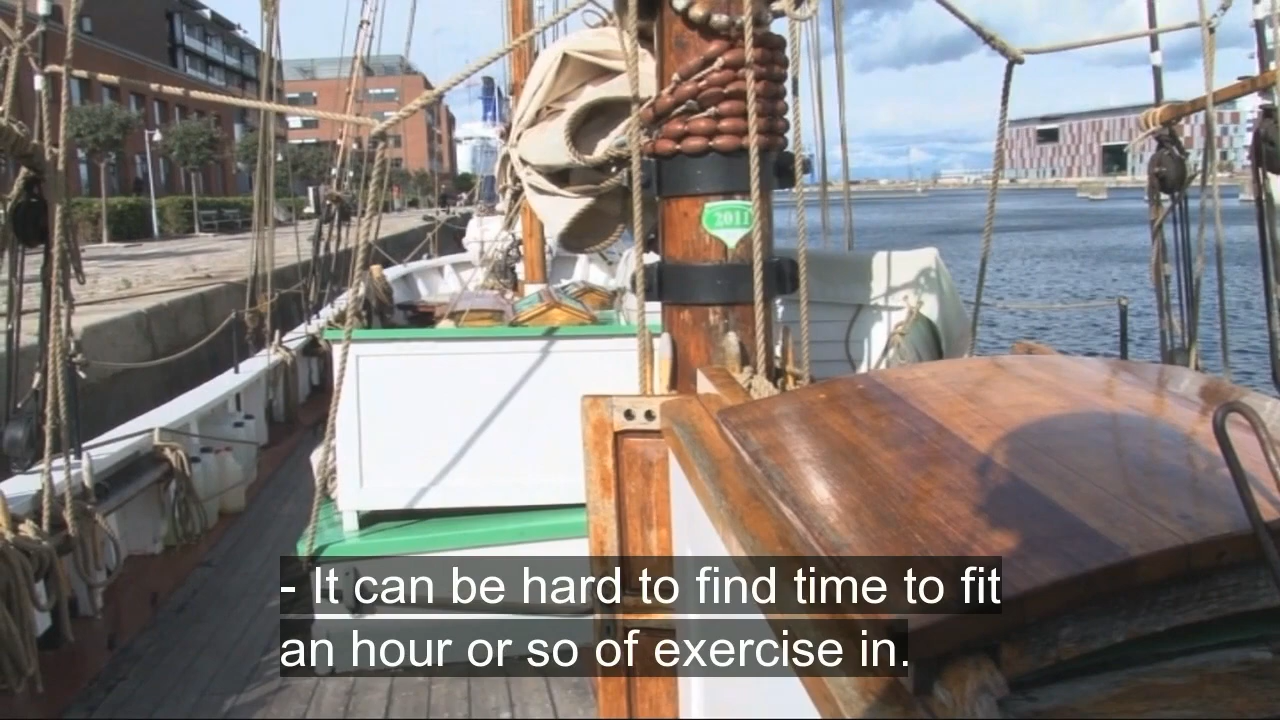 2011
- It can be hard to find time to fit
an hour or so of exercise in.